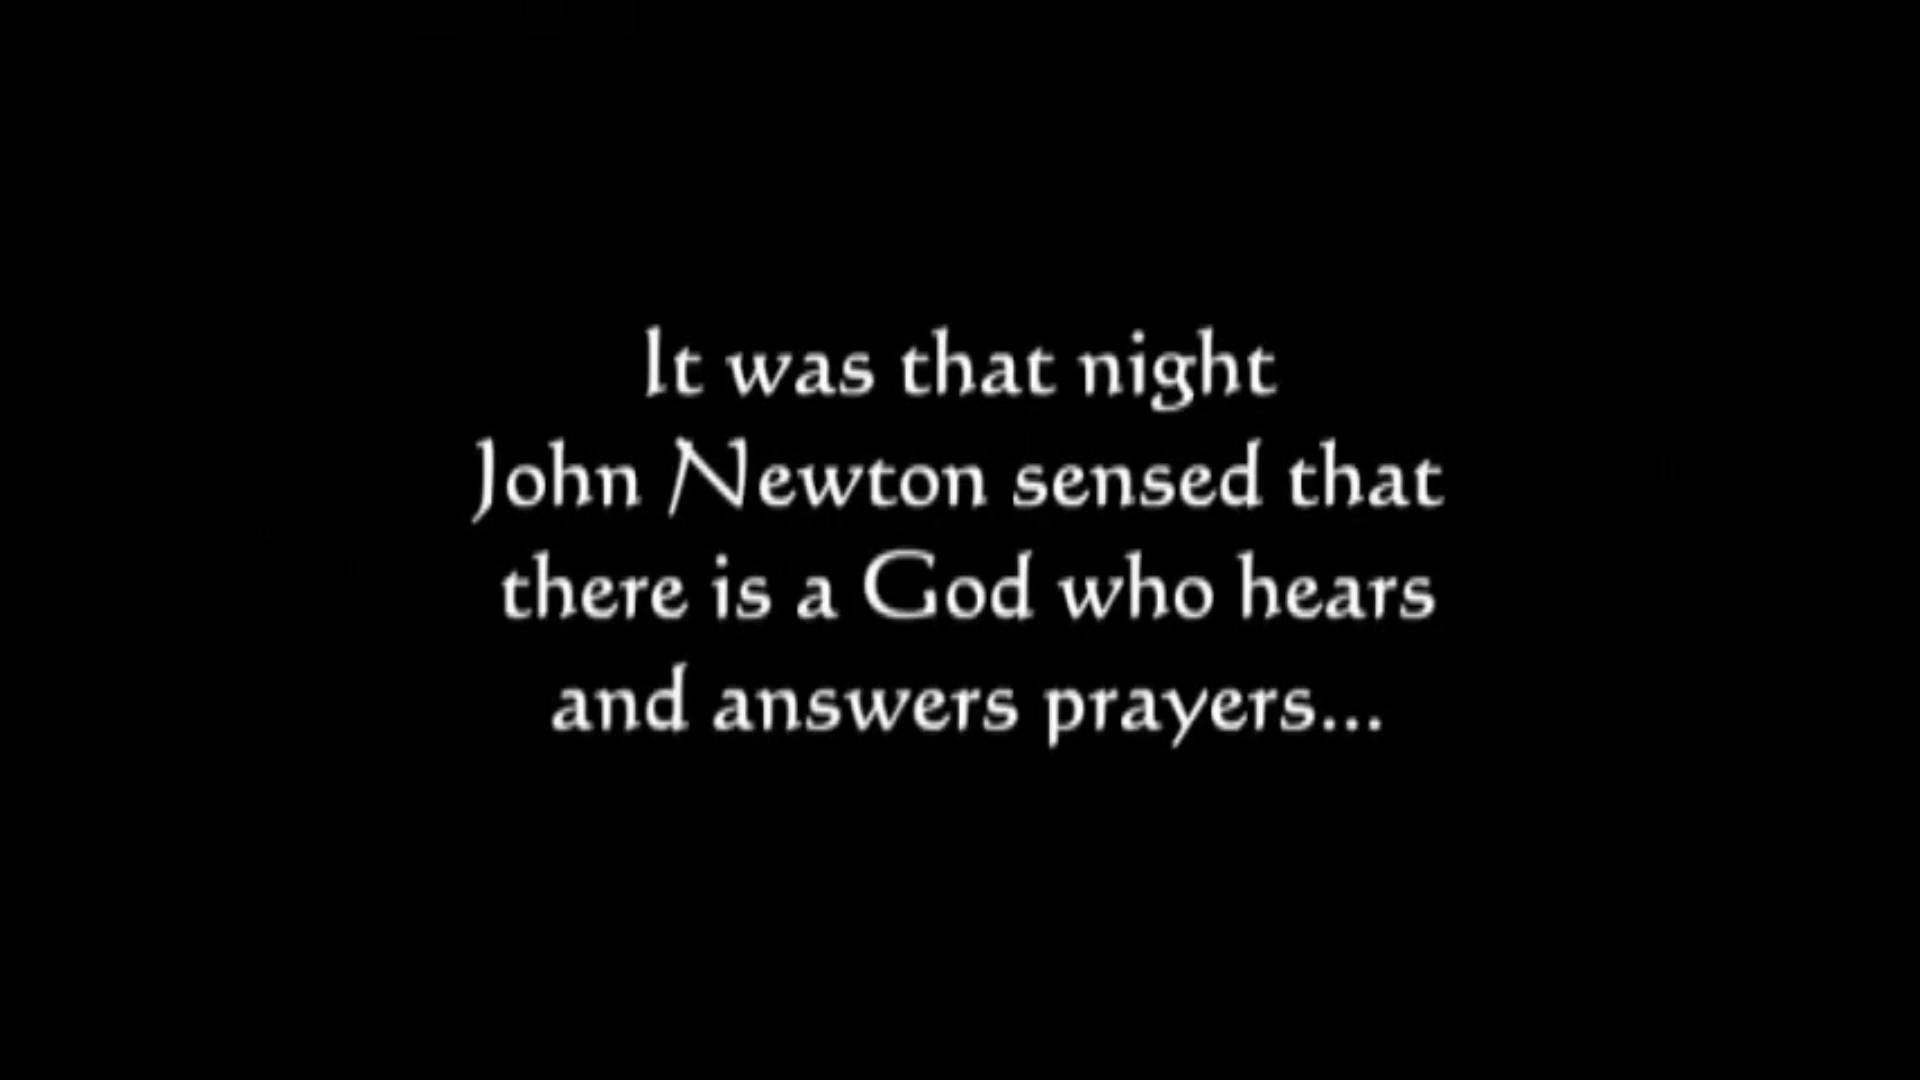 It was that night
John Newton sensed that
there is a God who hears
and answers prayers...